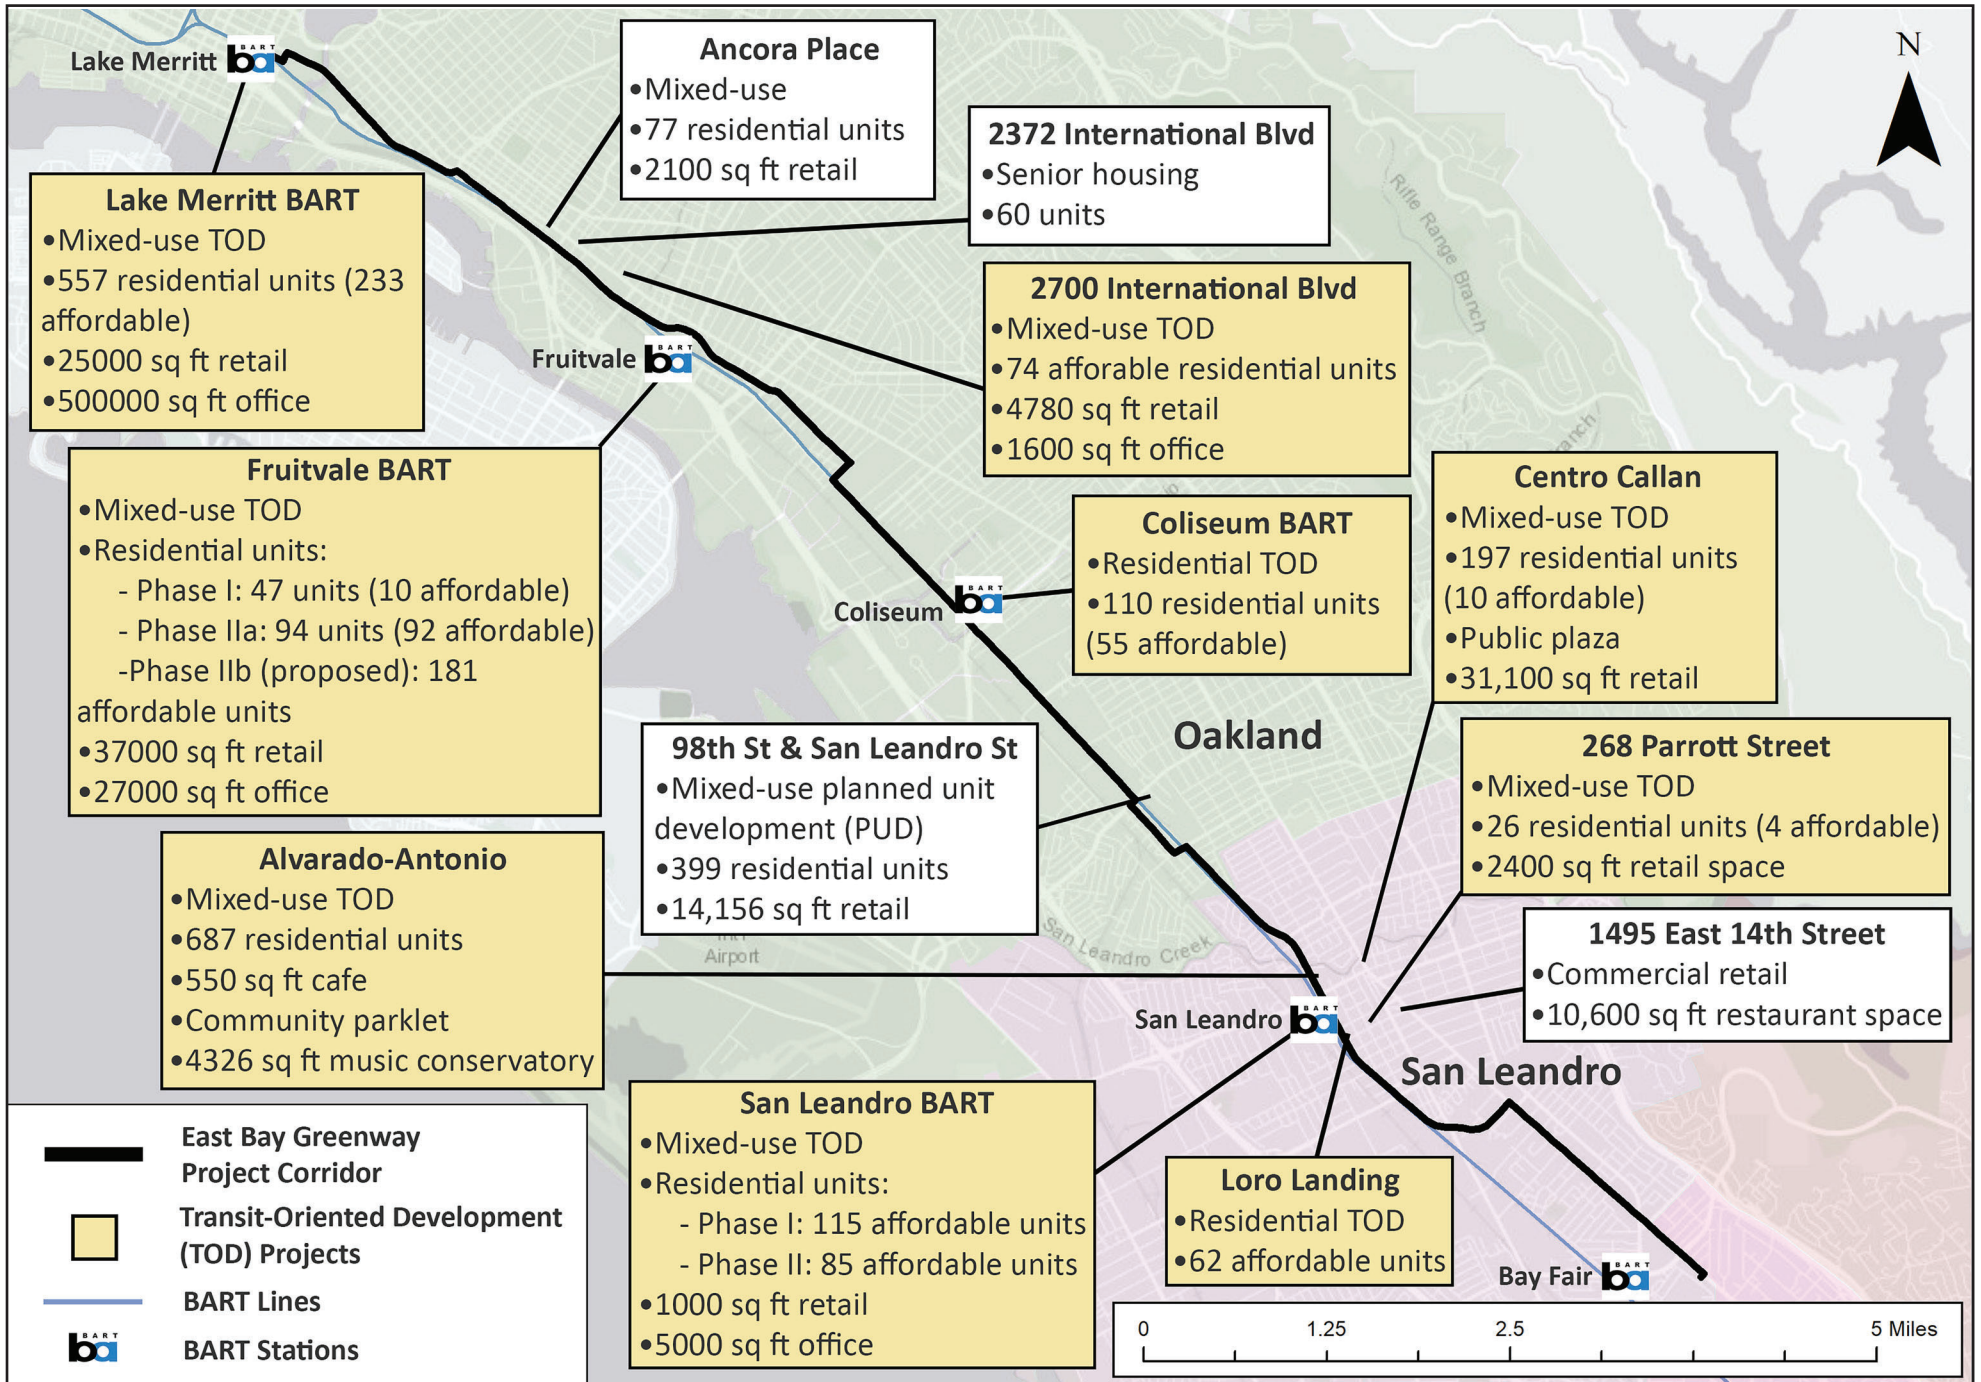 Lake Merritt
BART
ba
Ancora Place
•Mixed-use
•77 residential units
•2100 sq ft retail
N
2372 International Blvd
•Senior housing
•60 units
Rifle Range Branch
Lake Merritt BART
•Mixed-use TOD
•557 residential units (233
affordable)
•25000 sq ft retail
•500000 sq ft office
2700 International Blvd
•Mixed-use TOD
•74 afforable residential units
•4780 sq ft retail
•1600 sq ft office
Fruitvale
BART
ba
Branch
Fruitvale BART
•Mixed-use TOD
•Residential units:
- Phase I: 47 units (10 affordable)
- Phase IIa: 94 units (92 affordable)
-Phase IIb (proposed): 181
affordable units
•37000 sq ft retail
•27000 sq ft office
Centro Callan
•Mixed-use TOD
•197 residential units
(10 affordable)
•Public plaza
•31,100 sq ft retail
Coliseum BART
•Residential TOD
•110 residential units
(55 affordable)
Coliseum
BART
ba
Oakland
98th St & San Leandro St
•Mixed-use planned unit
development (PUD)
•399 residential units
•14,156 sq ft retail
268 Parrott Street
•Mixed-use TOD
•26 residential units (4 affordable)
•2400 sq ft retail space
Alvarado-Antonio
•Mixed-use TOD
•687 residential units
•550 sq ft cafe
•Community parklet
•4326 sq ft music conservatory
Airport
San Leandro Creek
1495 East 14th Street
•Commercial retail
•10,600 sq ft restaurant space
San Leandro
BART
ba
San Leandro
San Leandro BART
•Mixed-use TOD
•Residential units:
- Phase I: 115 affordable units
- Phase II: 85 affordable units
•1000 sq ft retail
•5000 sq ft office
Loro Landing
•Residential TOD
•62 affordable units
Bay Fair
BART
ba
East Bay Greenway
Project Corridor
Transit-Oriented Development
(TOD) Projects
BART Lines
BART
ba
BART Stations
0 1.25 2.5 5 Miles